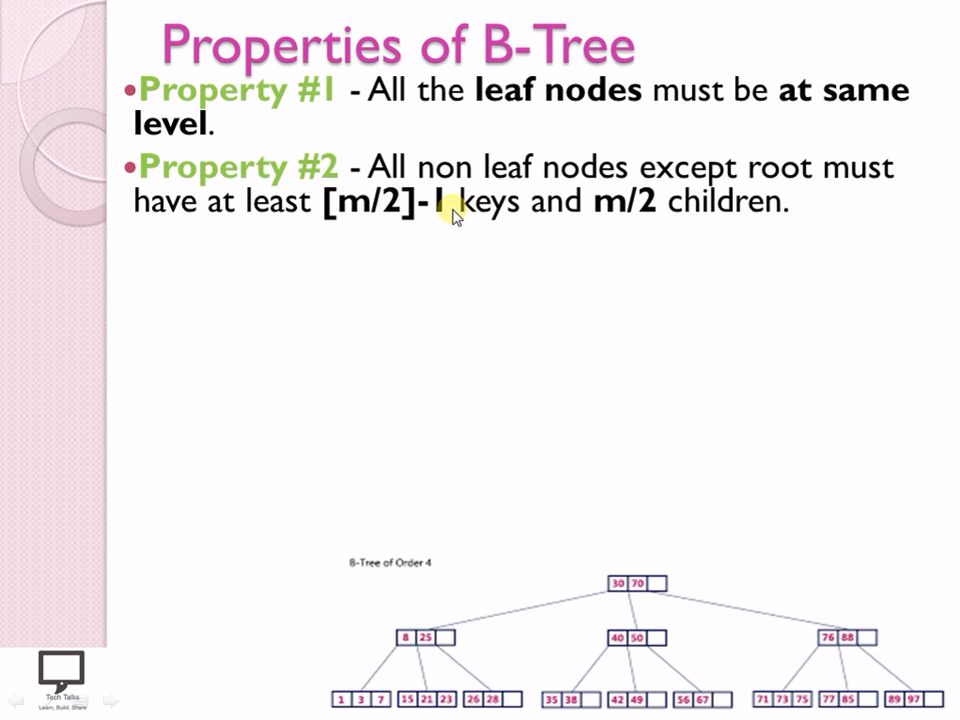 Properties of B-Tree
•Property #1 - All the leaf nodes must be at same
level.
•Property #2 - All non leaf nodes except root must
have at least [m/2]-1 keys and m/2 children.
B-Tree of Order 4
30 70
8 25 40 50 76 88
1 3 7 15 21 23 26 28 35 38 42 49 56 67 71 73 75 77 85 89 97
Tech Talks
Learn, Build, Share